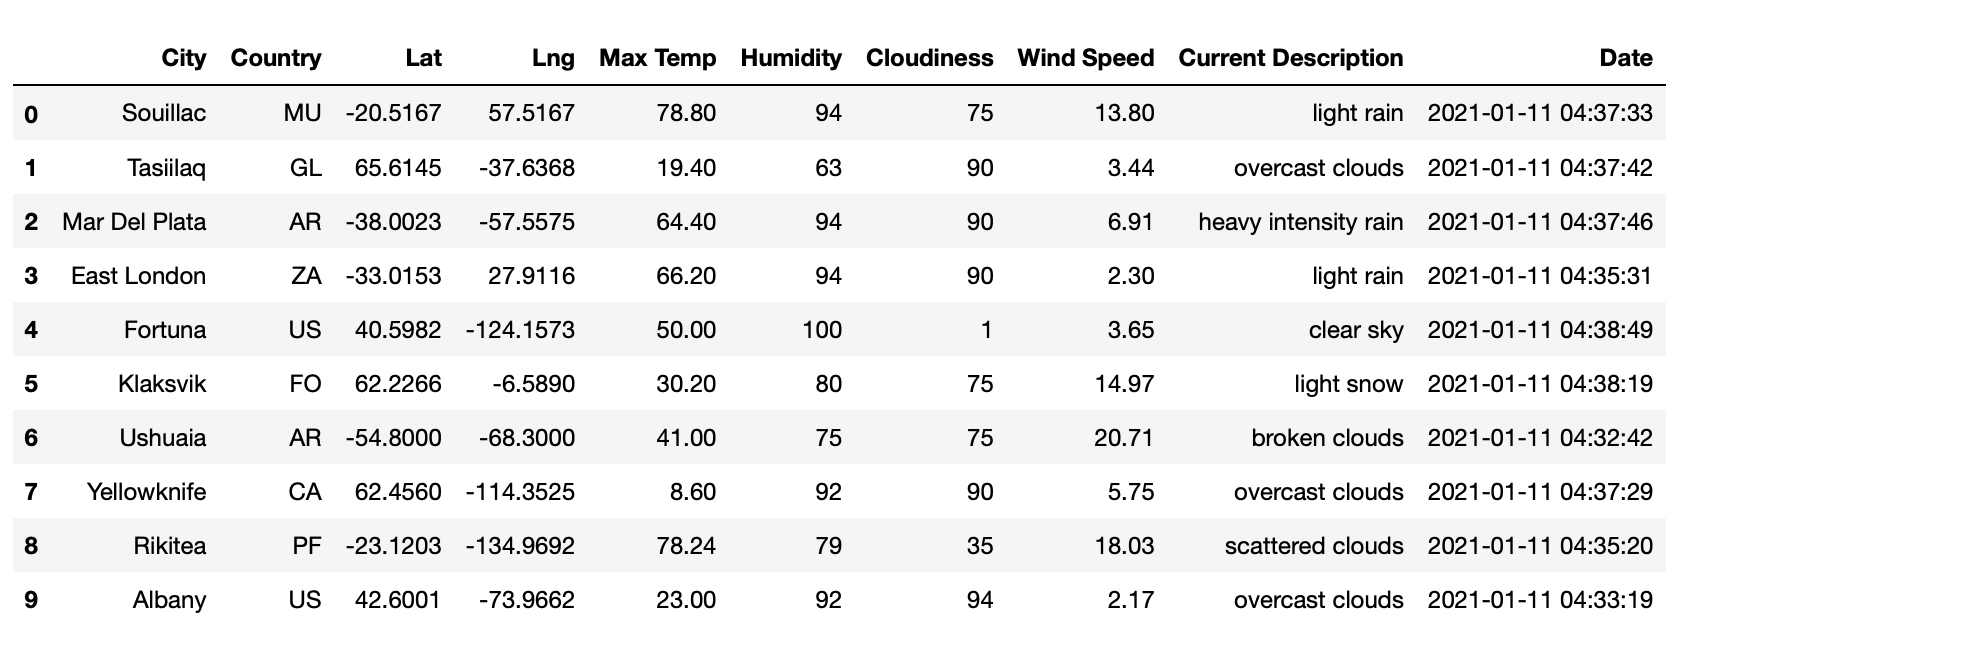 City Country Lat Lng Max Temp Humidity Cloudiness Wind Speed Current Description Date
0 Souillac MU -20.5167 57.5167 78.80 94 75 13.80 light rain 2021-01-11 04:37:33
1 Tasiilaq GL 65.6145 -37.6368 19.40 63 90 3.44 overcast clouds 2021-01-11 04:37:42
2 Mar Del Plata AR -38.0023 -57.5575 64.40 94 90 6.91 heavy intensity rain 2021-01-11 04:37:46
3 East London ZA -33.0153 27.9116 66.20 94 90 2.30 light rain 2021-01-11 04:35:31
4 Fortuna US 40.5982 -124.1573 50.00 100 1 3.65 clear sky 2021-01-11 04:38:49
5 Klaksvik FO 62.2266 -6.5890 30.20 80 75 14.97 light snow 2021-01-11 04:38:19
6 Ushuaia AR -54.8000 -68.3000 41.00 75 75 20.71 broken clouds 2021-01-11 04:32:42
7 Yellowknife CA 62.4560 -114.3525 8.60 92 90 5.75 overcast clouds 2021-01-11 04:37:29
8 Rikitea PF -23.1203 -134.9692 78.24 79 35 18.03 scattered clouds 2021-01-11 04:35:20
9 Albany US 42.6001 -73.9662 23.00 92 94 2.17 overcast clouds 2021-01-11 04:33:19